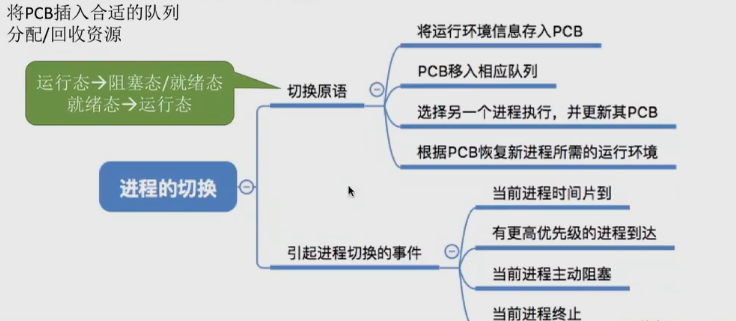 将PCB插入合适的队列
分配/回收资源
运行态→阻塞态/就绪态
就绪态→运行态
进程的切换
切换原语
将运行环境信息存入PCB
PCB移入相应队列
选择另一个进程执行，并更新其PCB
根据PCB恢复新进程所需的运行环境
引起进程切换的事件
当前进程时间片到
有更高优先级的进程到达
当前进程主动阻塞
当前进程终止